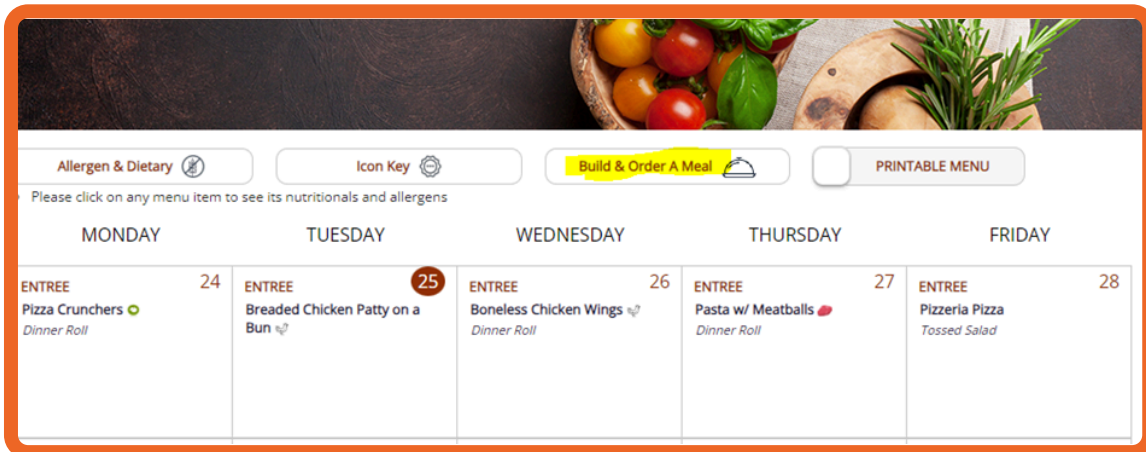 Allergen & Dietary
Icon Key
Build & Order A Meal
PRINTABLE MENU
Please click on any menu item to see its nutritionals and allergens
MONDAY
TUESDAY
WEDNESDAY
THURSDAY
FRIDAY
24
ENTREE
Pizza Crunchers
Dinner Roll
25
ENTREE
Breaded Chicken Patty on a
Bun
26
ENTREE
Boneless Chicken Wings
Dinner Roll
27
ENTREE
Pasta w/ Meatballs
Dinner Roll
28
ENTREE
Pizzeria Pizza
Tossed Salad